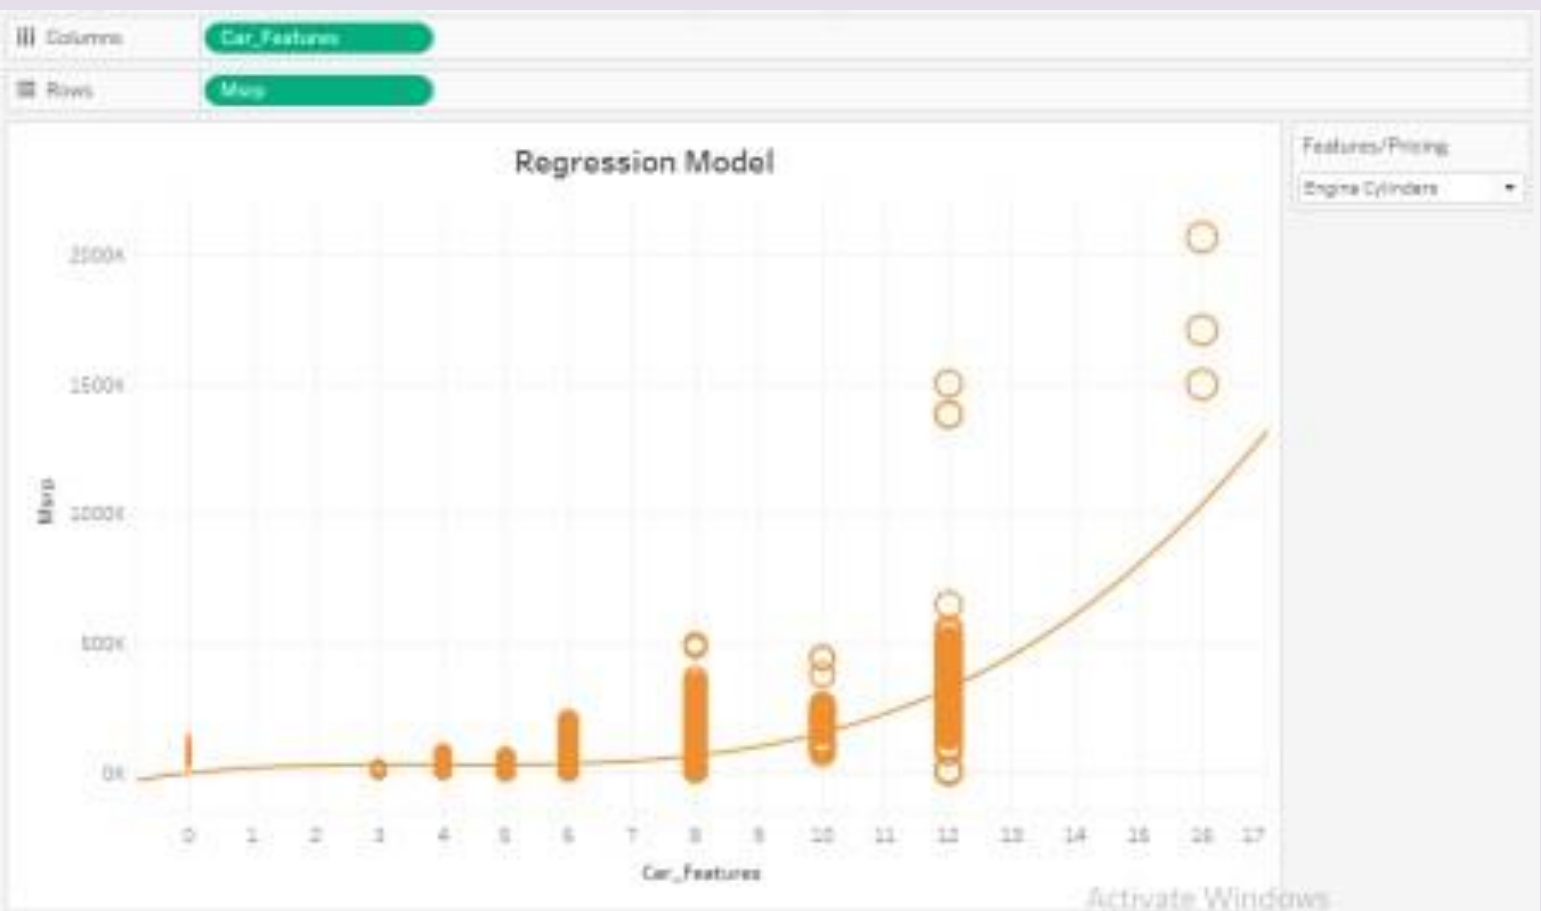 Columns Car_Features
Rows Msrp
Regression Model
Features/Pricing
Engine Cylinders
2000K
1500K
1000K
500K
0K
Msrp
0 1 2 3 4 5 6 7 8 9 10 11 12 13 14 15 16 17
Car_Features
Activate Windows